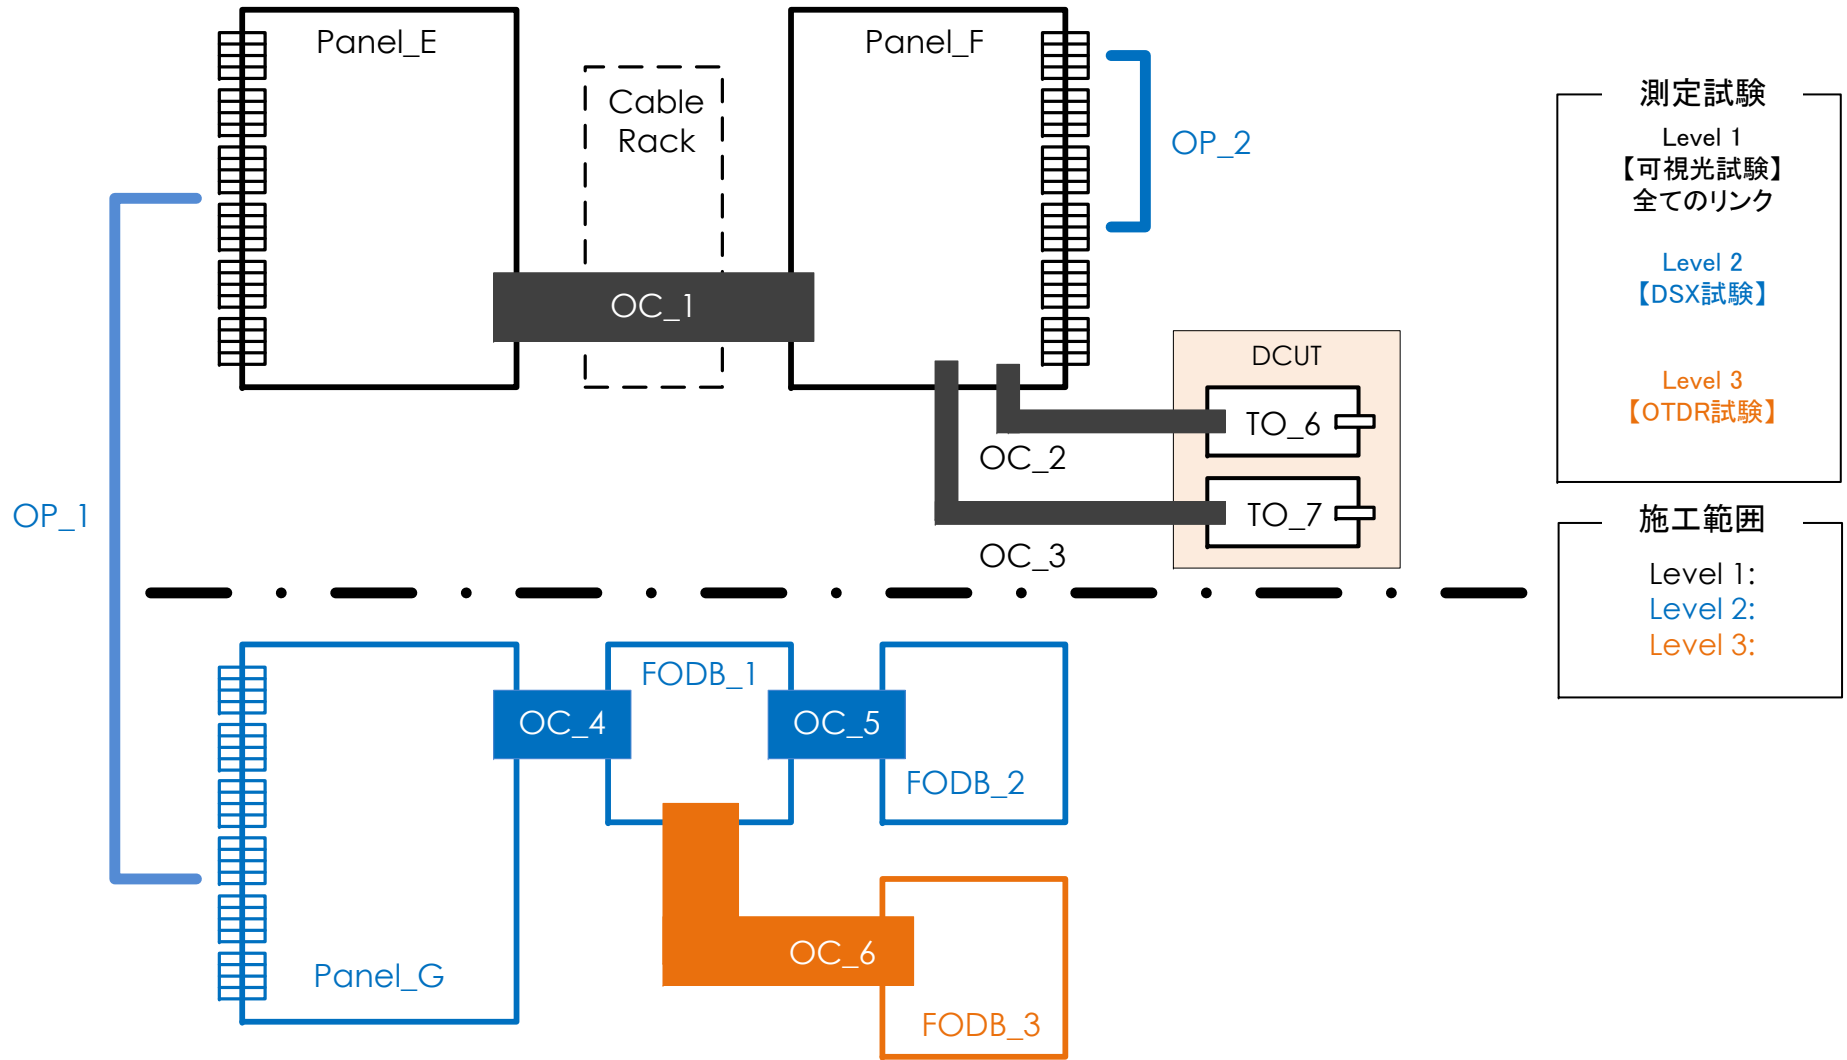 Panel_E
Panel_F
Cable
Rack
OP_2
OC_1
DCUT
TO_6
OC_2
TO_7
OC_3
OP_1
測定試験
Level 1
【可視光試験】
全てのリンク
Level 2
【DSX試験】
Level 3
【OTDR試験】
施工範囲
Level 1:
Level 2:
Level 3:
FODB_1
OC_4
OC_5
FODB_2
OC_6
Panel_G
FODB_3